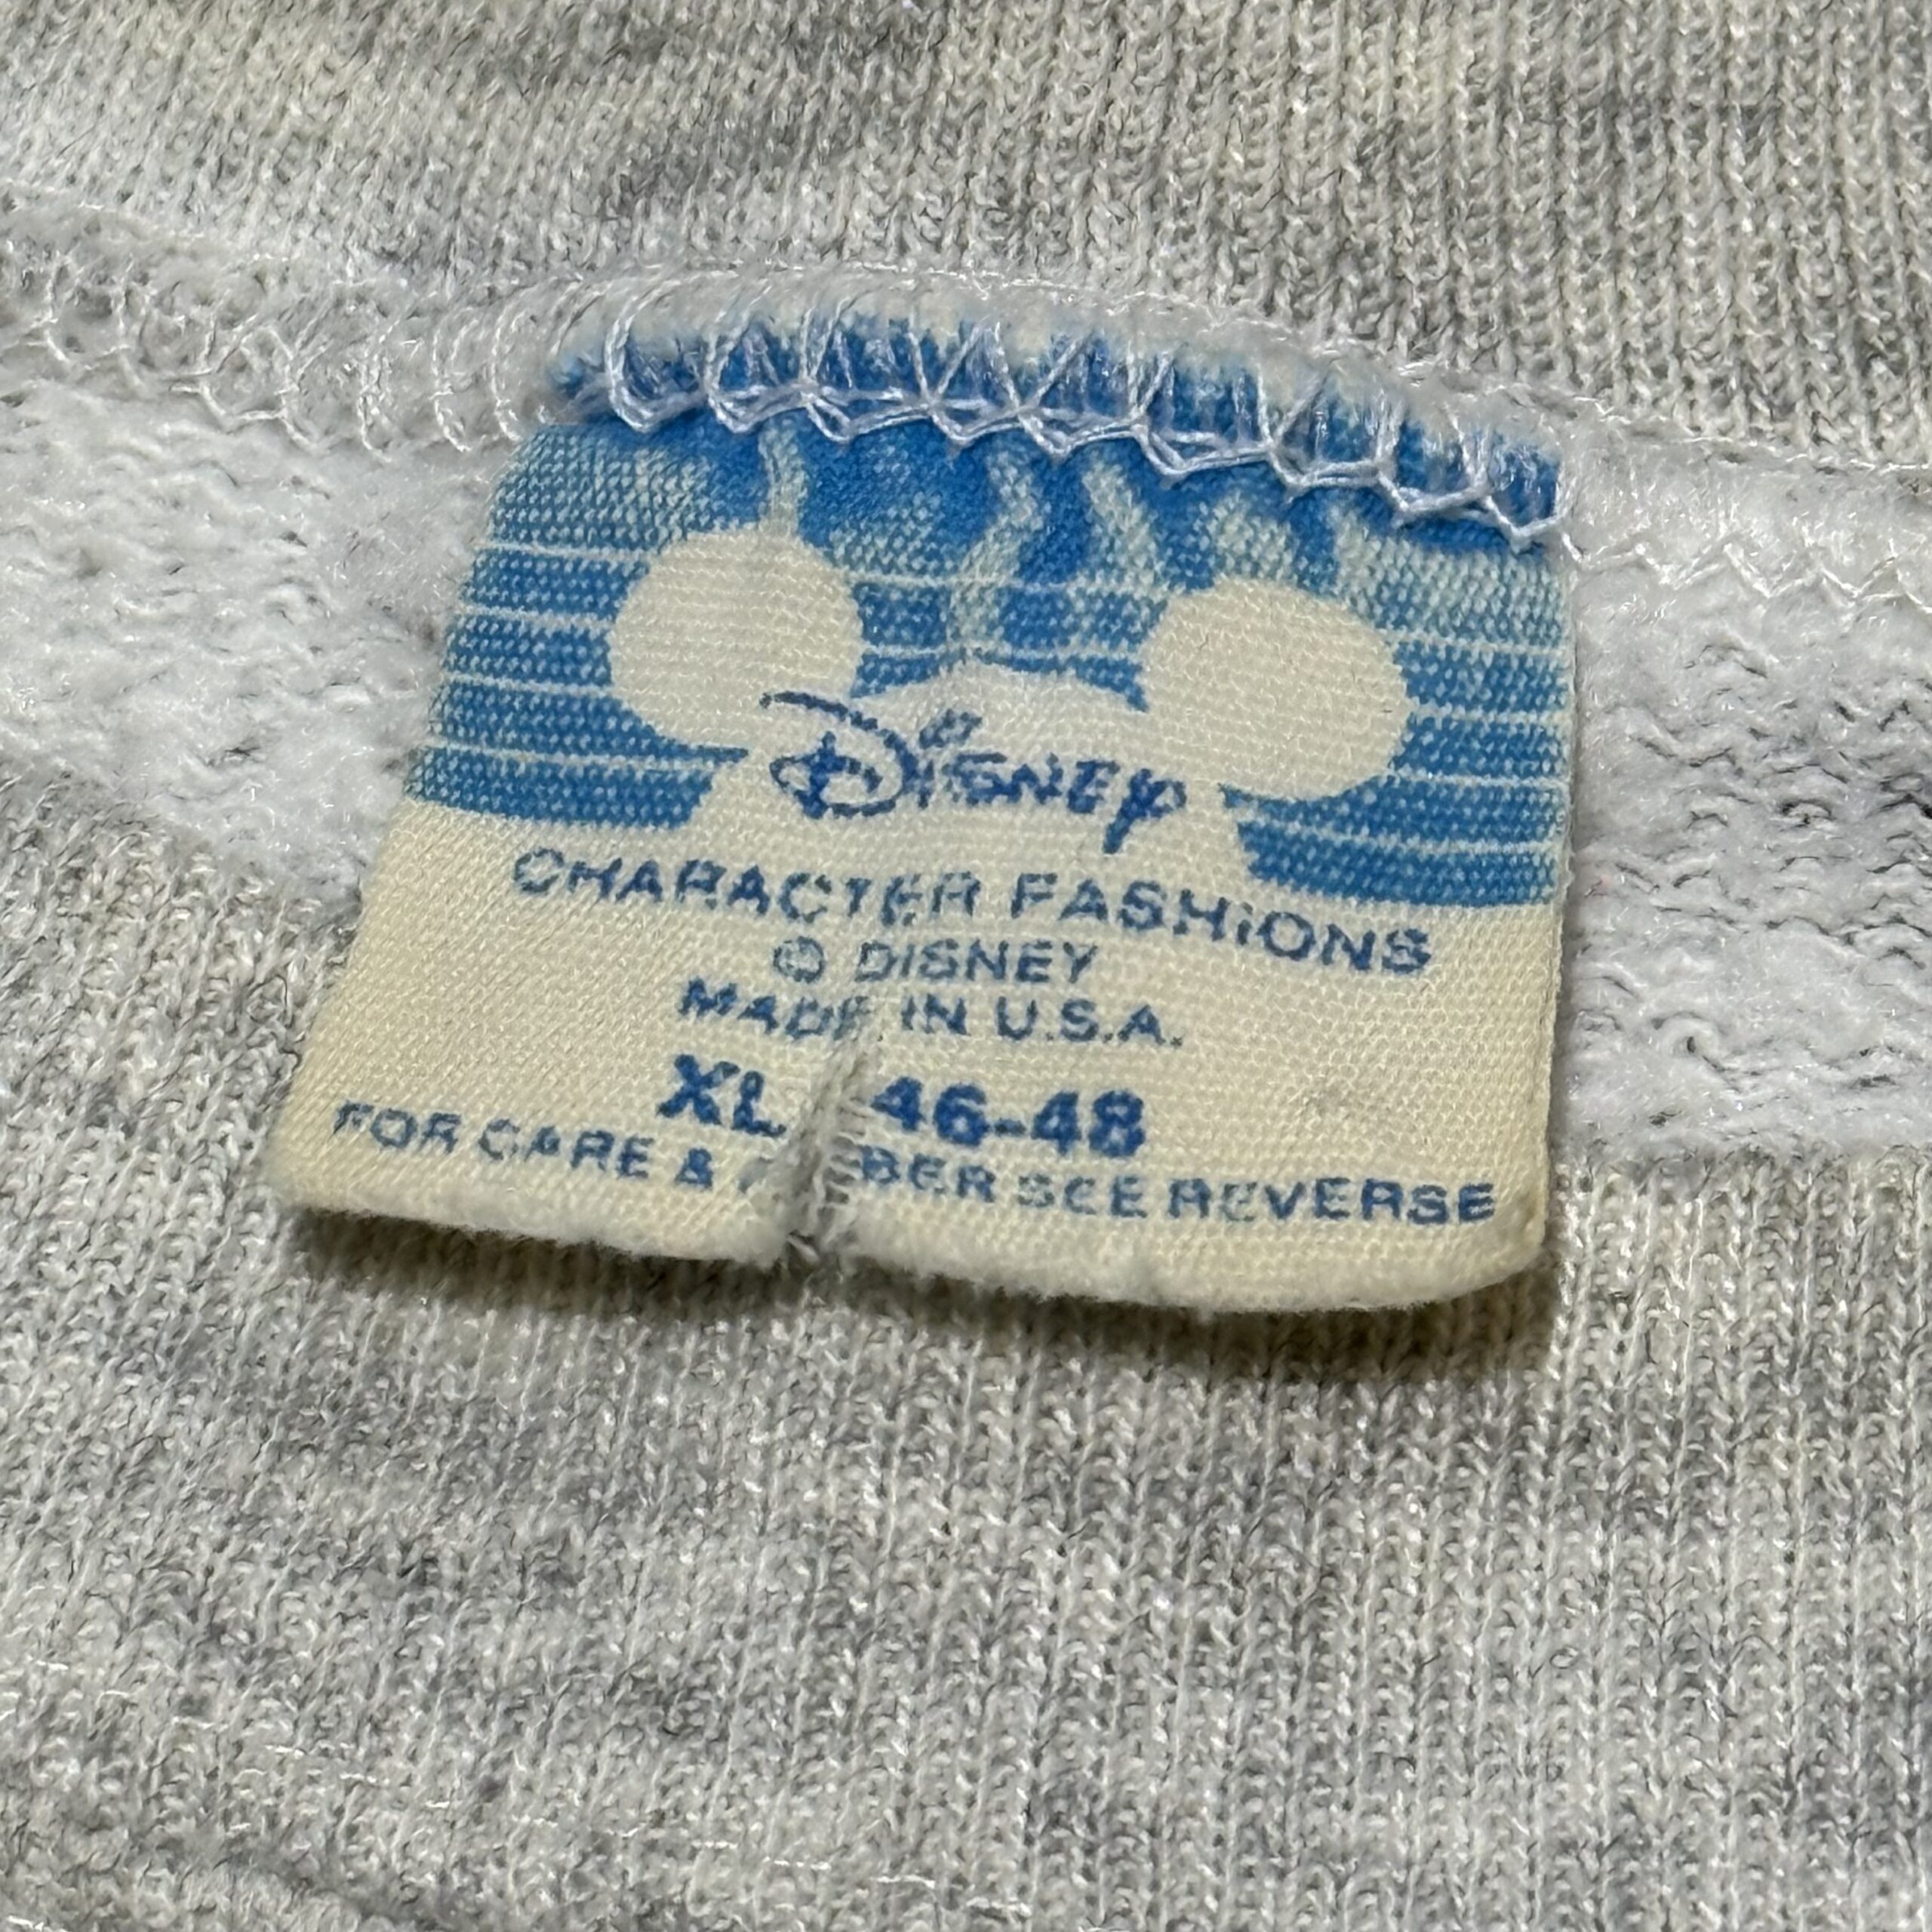 Disney
CHARACTER FASHIONS
© DISNEY
MADE IN U.S.A.
XL 46-48
FOR CARE & SEE REVERSE